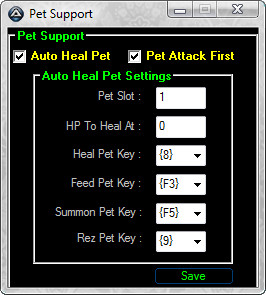 Pet Support
Pet Support
Auto Heal Pet Pet Attack First
Auto Heal Pet Settings
Pet Slot : 1
HP To Heal At : 0
Heal Pet Key : {8}
Feed Pet Key : {F3}
Summon Pet Key : {F5}
Rez Pet Key : {9}
Save